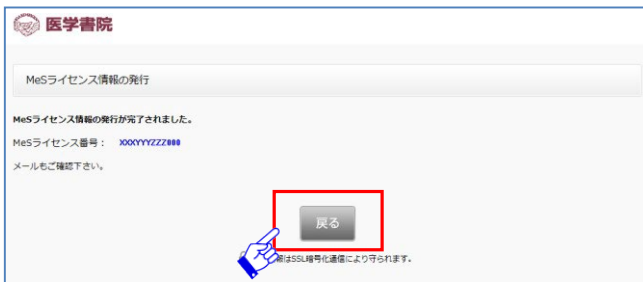 医学書院
MeSライセンス情報の発行
MeSライセンス情報の発行が完了されました。
MeSライセンス番号： XXXYYYZZZ000
メールもご確認下さい。
戻る
報はSSL暗号化通信により守られます。